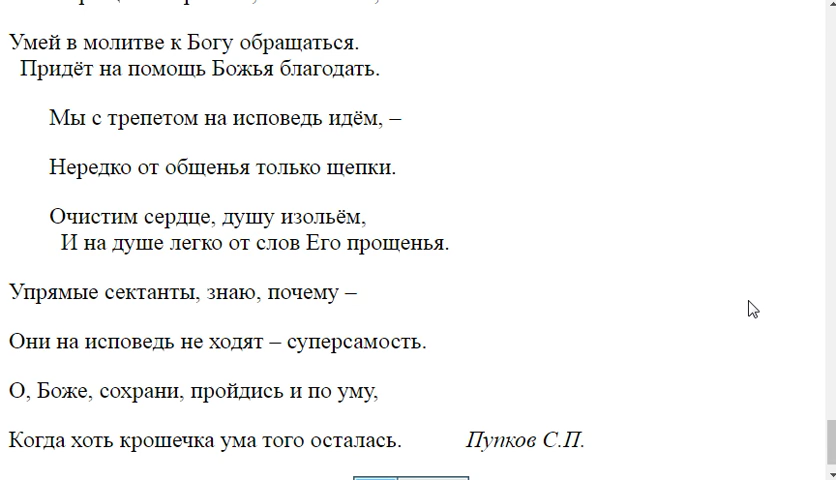 Умей в молитве к Богу обращаться.
Придёт на помощь Божья благодать.
Мы с трепетом на исповедь идём, –
Нередко от общенья только щепки.
Очистим сердце, душу изольём,
И на душе легко от слов Его прощенья.
Упрямые сектанты, знаю, почему –
Они на исповедь не ходят – суперсамость.
О, Боже, сохрани, пройдись и по уму,
Когда хоть крошечка ума того осталась. Пупков С.П.